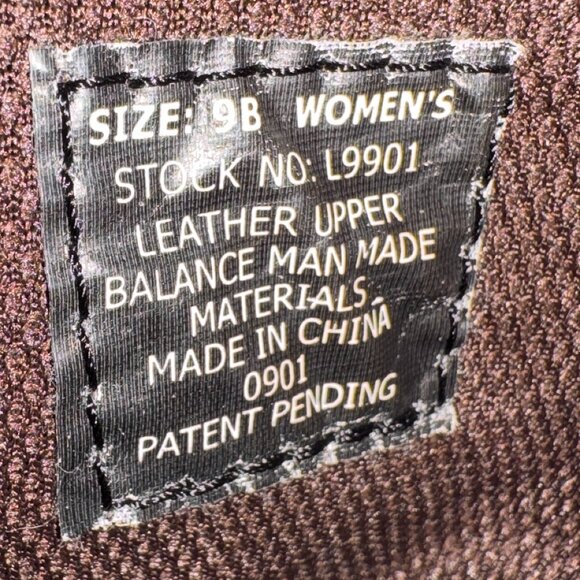 SIZE: 9B WOMEN'S
STOCK NO: L9901
LEATHER UPPER
BALANCE MAN MADE
MATERIALS
MADE IN CHINA
0901
PATENT PENDING